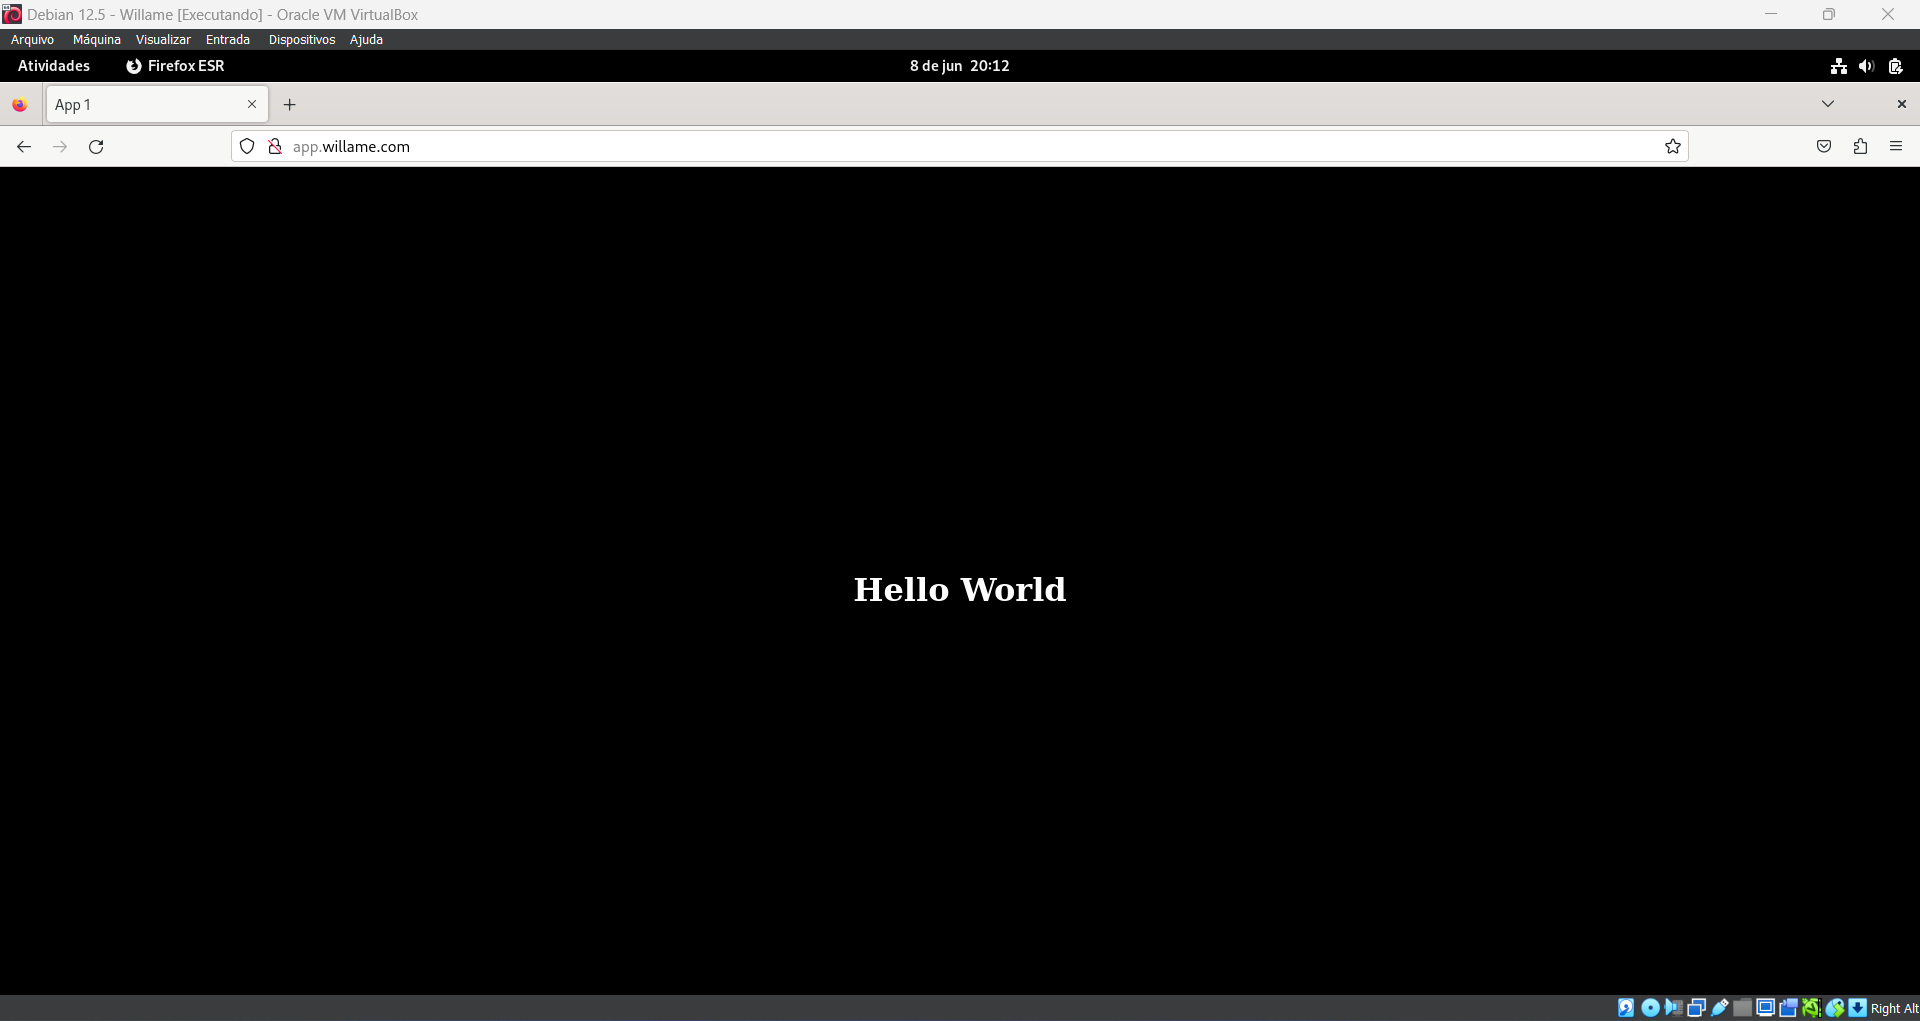 Debian 12.5 - Willame [Executando] - Oracle VM VirtualBox
Arquivo Máquina Visualizar Entrada Dispositivos Ajuda
Atividades Firefox ESR 8 de jun 20:12
App 1
app.willame.com
Hello World
Right Alt